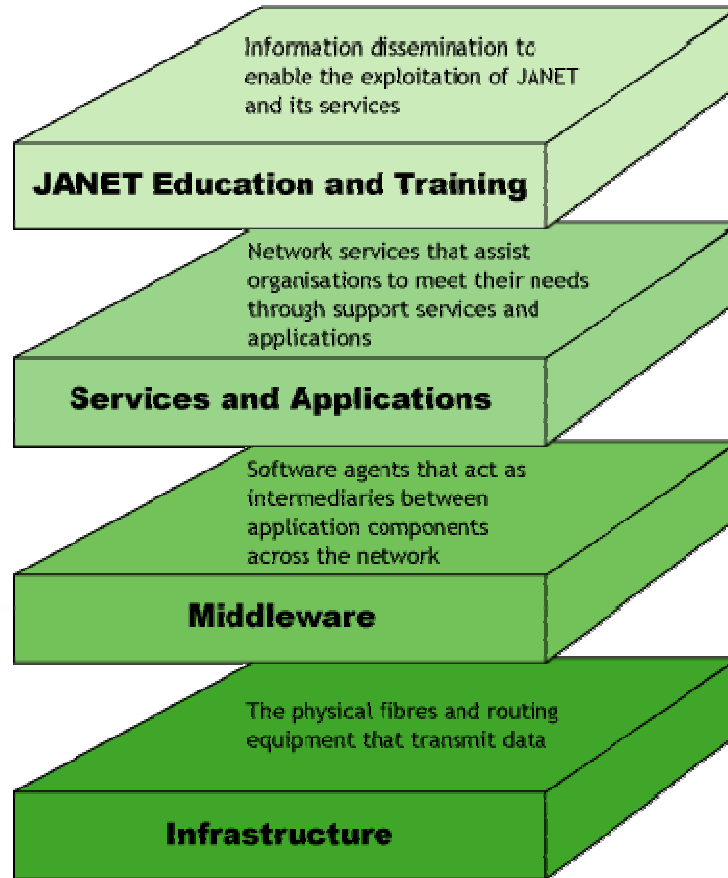 Information dissemination to
enable the exploitation of JANET
and its services
JANET Education and Training
Network services that assist
organisations to meet their needs
through support services and
applications
Services and Applications
Software agents that act as
intermediaries between
application components
across the network
Middleware
The physical fibres and routing
equipment that transmit data
Infrastructure